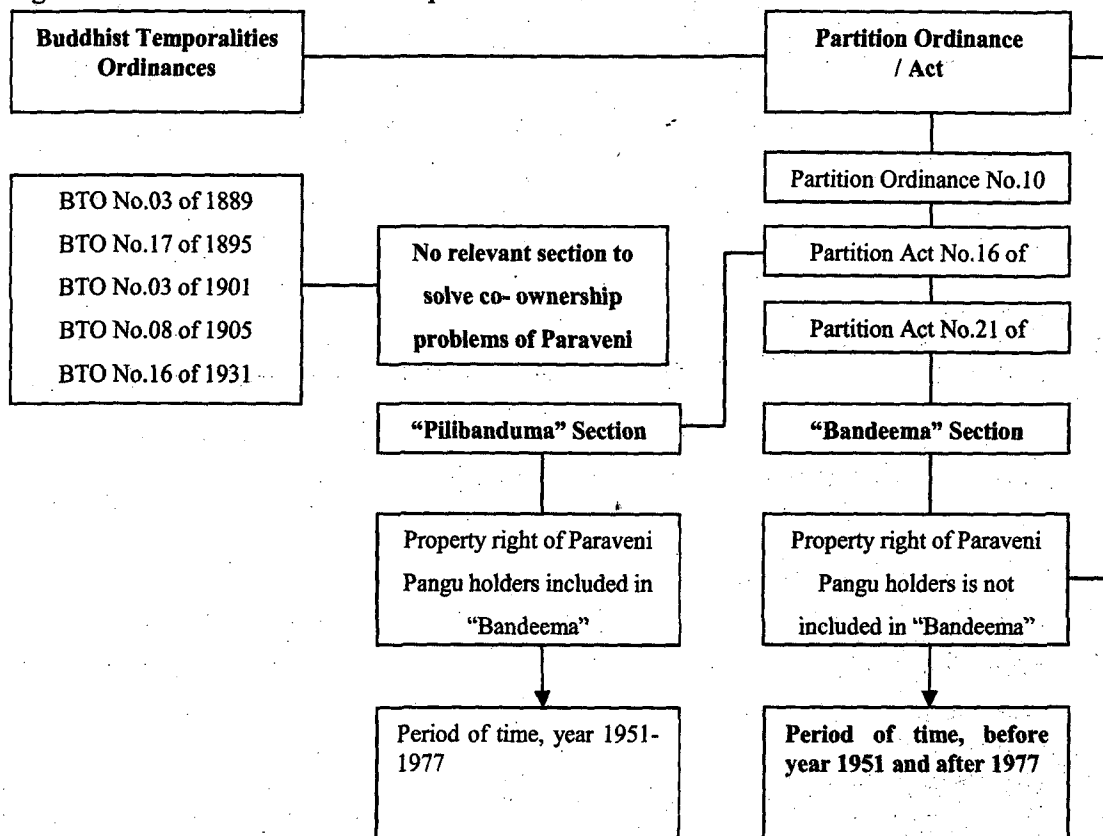 Buddhist Temporalities
Ordinances
Partition Ordinance
/ Act
Partition Ordinance No.10
BTO No.03 of 1889
BTO No.17 of 1895
BTO No.03 of 1901
BTO No.08 of 1905
BTO No.16 of 1931
No relevant section to
solve co- ownership
problems of Paraveni
Partition Act No.16 of
Partition Act No.21 of
“Pilibanduma” Section
“Bandeema” Section
Property right of Paraveni
Pangu holders included in
“Bandeema”
Property right of Paraveni
Pangu holders is not
included in “Bandeema”
Period of time, year 1951-
1977
Period of time, before
year 1951 and after 1977